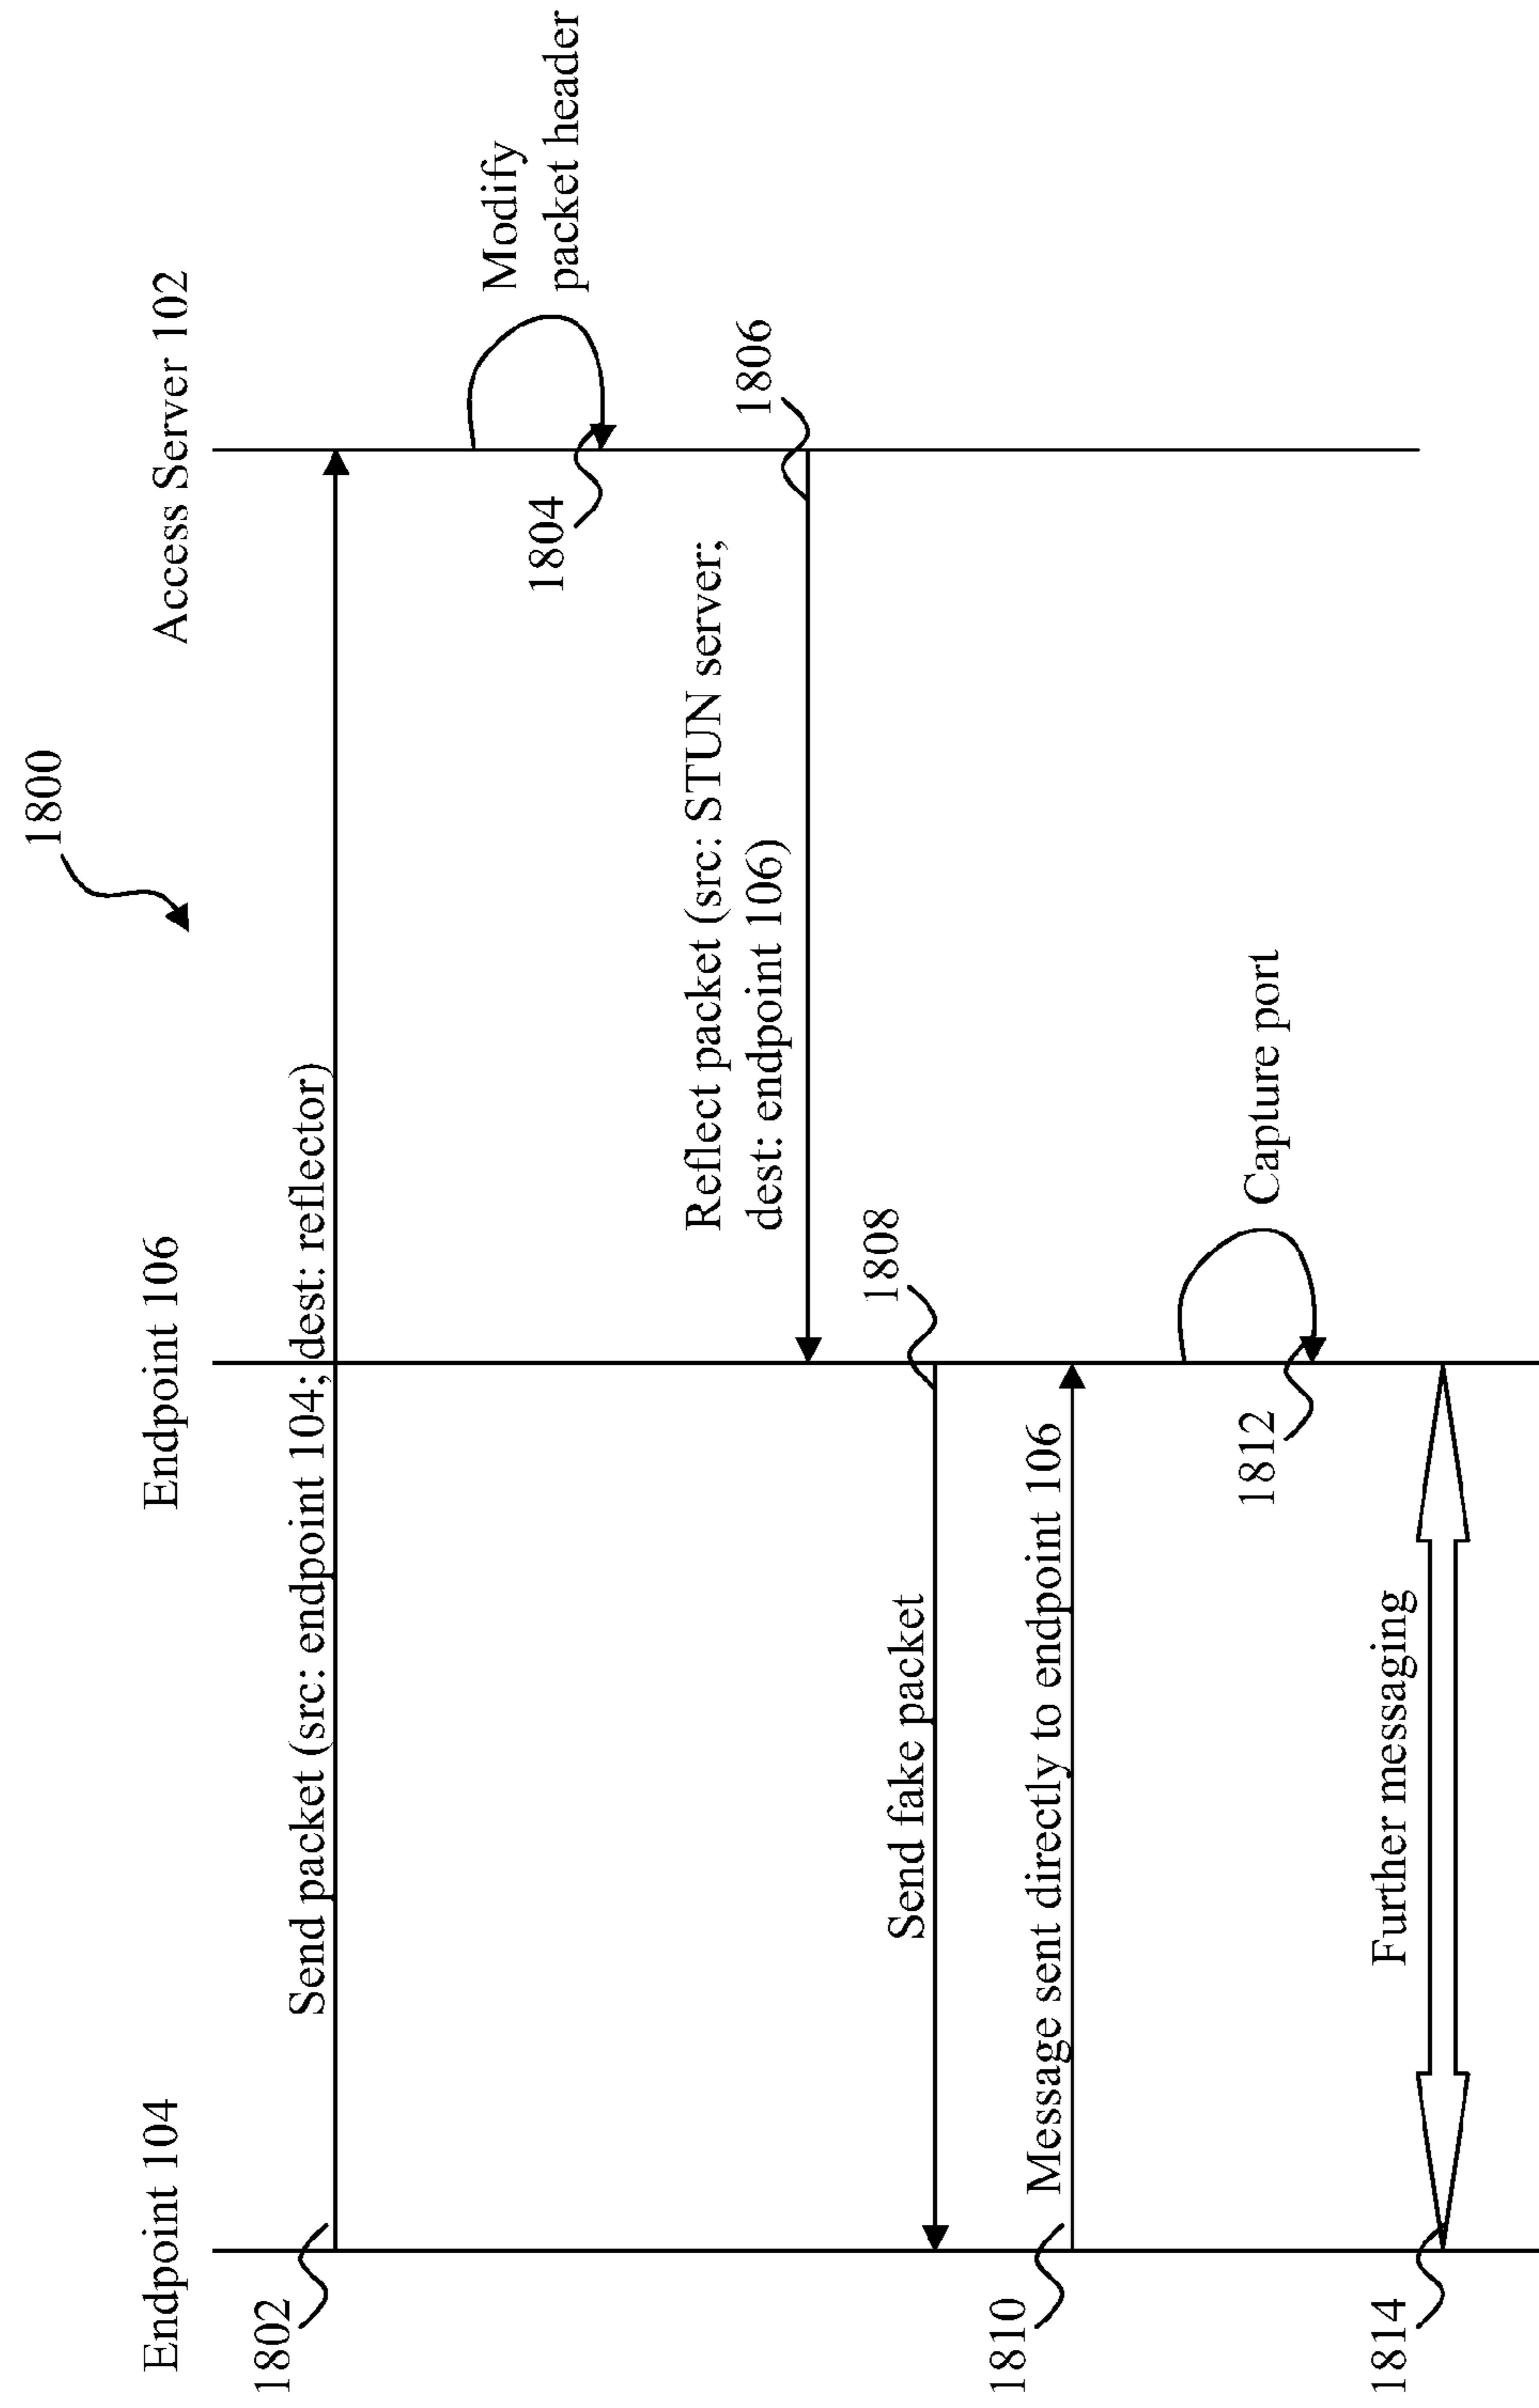 1800
Endpoint 104
Endpoint 106
Access Server 102
1802
Send packet (src: endpoint 104; dest: reflector)
Modify
packet header
1804
Reflect packet (src: STUN server;
dest: endpoint 106)
1806
1808
Send fake packet
1810
Message sent directly to endpoint 106
Capture port
1812
Further messaging
1814